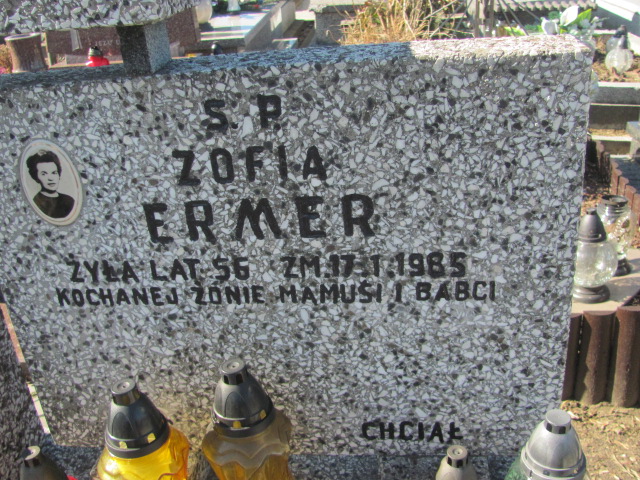 Ś. P.
ZOFIA
ERMER
ŻYŁA LAT 56 ZM.17.1.1985
KOCHANEJ ŻONIE MAMUSI I BABCI
CHCIAŁ